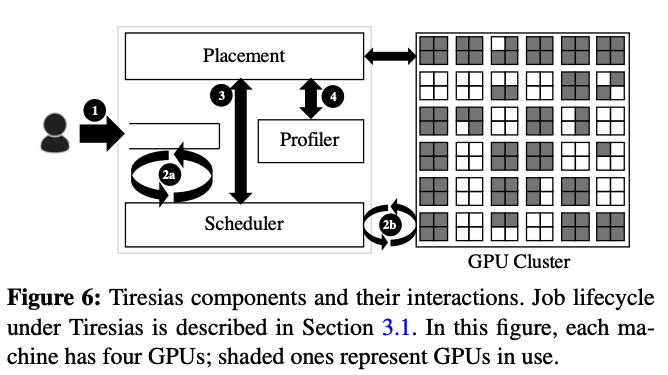 Placement
1
3
4
Profiler
2a
Scheduler
2b
GPU Cluster
Figure 6: Tiresias components and their interactions. Job lifecycle
under Tiresias is described in Section 3.1. In this figure, each ma-
chine has four GPUs; shaded ones represent GPUs in use.